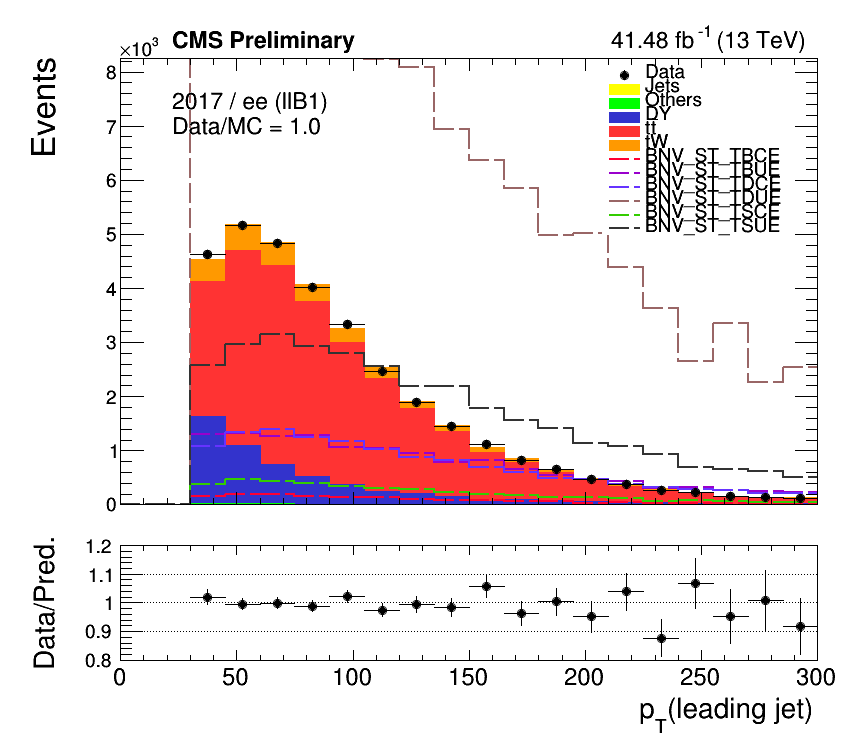 CMS Preliminary
41.48 fb⁻¹ (13 TeV)
×10³
Events
2017 / ee (IIB1)
Data/MC = 1.0
Data
Jets
Others
DY
tt
tW
BNV_ST_TBCE
BNV_ST_TBUE
BNV_ST_TDCE
BNV_ST_TDUE
BNV_ST_TSCE
BNV_ST_TSUE
8
7
6
5
4
3
2
1
0
Data/Pred.
1.2
1.1
1
0.9
0.8
0 50 100 150 200 250 300
p_T(leading jet)